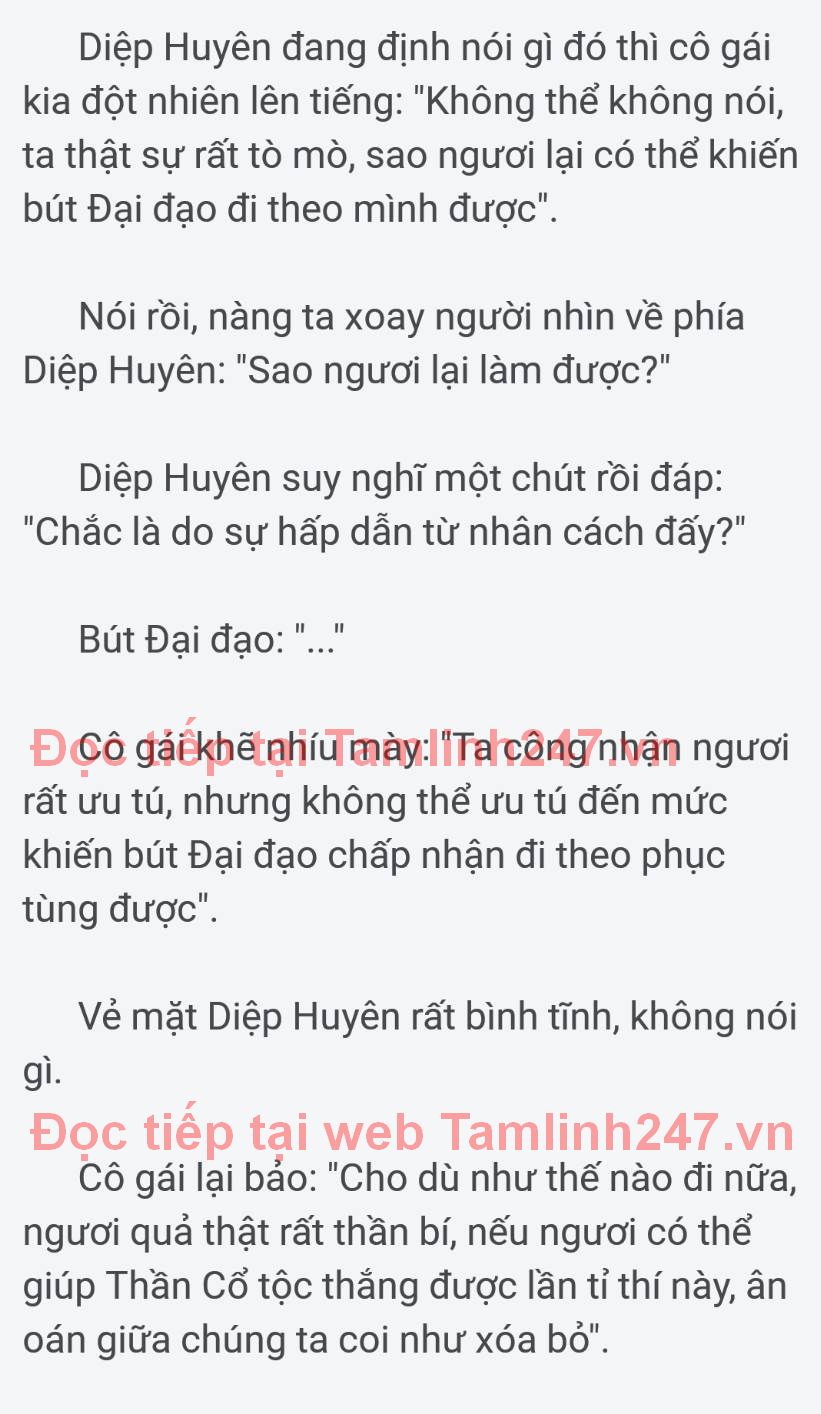 Diệp Huyên đang định nói gì đó thì cô gái
kia đột nhiên lên tiếng: "Không thể không nói,
ta thật sự rất tò mò, sao ngươi lại có thể khiến
bút Đại đạo đi theo mình được".
Nói rồi, nàng ta xoay người nhìn về phía
Diệp Huyên: "Sao ngươi lại làm được?"
Diệp Huyên suy nghĩ một chút rồi đáp:
"Chắc là do sự hấp dẫn từ nhân cách đấy?"
Bút Đại đạo: "..."
Đọc tiếp tại Tamlinh247.vn
Cô gái khẽ nhíu mày: "Ta công nhận ngươi
rất ưu tú, nhưng không thể ưu tú đến mức
khiến bút Đại đạo chấp nhận đi theo phục
tùng được".
Vẻ mặt Diệp Huyên rất bình tĩnh, không nói
gì.
Đọc tiếp tại web Tamlinh247.vn
Cô gái lại bảo: "Cho dù như thế nào đi nữa,
ngươi quả thật rất thần bí, nếu ngươi có thể
giúp Thần Cổ tộc thắng được lần tỉ thí này, ân
oán giữa chúng ta coi như xóa bỏ".